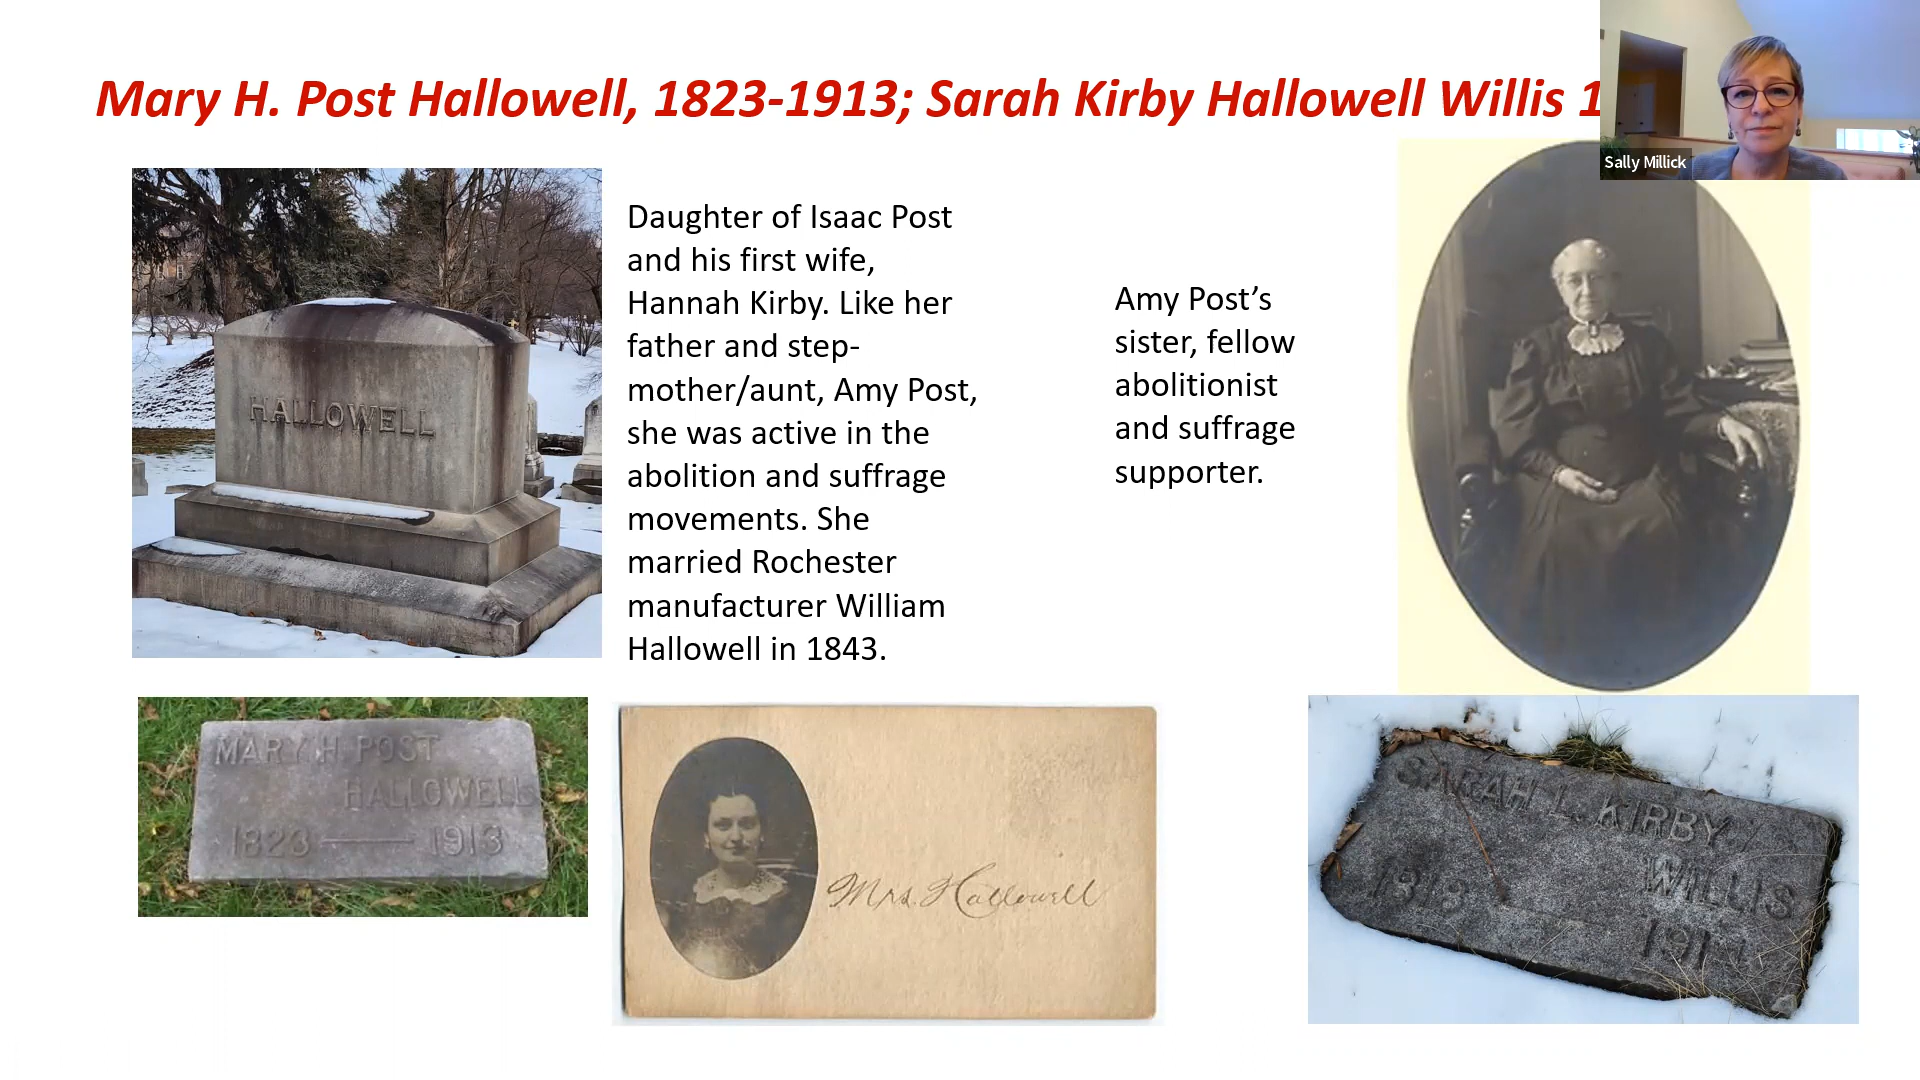 Mary H. Post Hallowell, 1823-1913; Sarah Kirby Hallowell Willis 1
Sally Millick
HALLOWELL
Daughter of Isaac Post
and his first wife,
Hannah Kirby. Like her
father and step-
mother/aunt, Amy Post,
she was active in the
abolition and suffrage
movements. She
married Rochester
manufacturer William
Hallowell in 1843.
Amy Post’s
sister, fellow
abolitionist
and suffrage
supporter.
MARY H. POST
HALLOWELL
1823 — 1913
Mrs. Hallowell
SARAH L. KIRBY
WILLIS
1818
1914